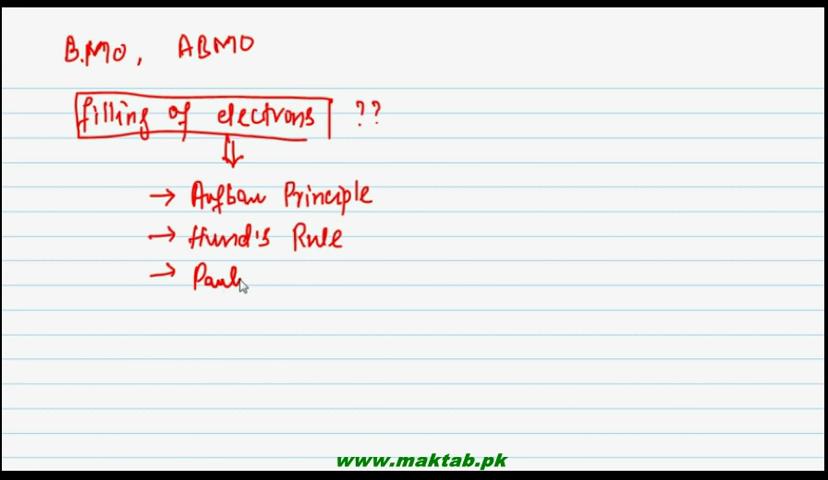 B.MO, ABMO
filling of electrons ??
→ Aufbau Principle
→ Hund's Rule
→ Paul
www.maktab.pk